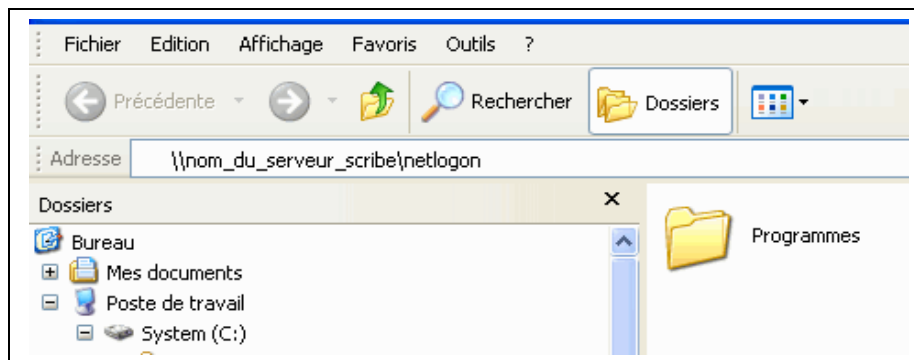 Fichier Edition Affichage Favoris Outils ?
Précédente Rechercher Dossiers
Adresse \\nom_du_serveur_scribe\netlogon
Dossiers x
Bureau
Mes documents
Poste de travail
System (C:)
Programmes